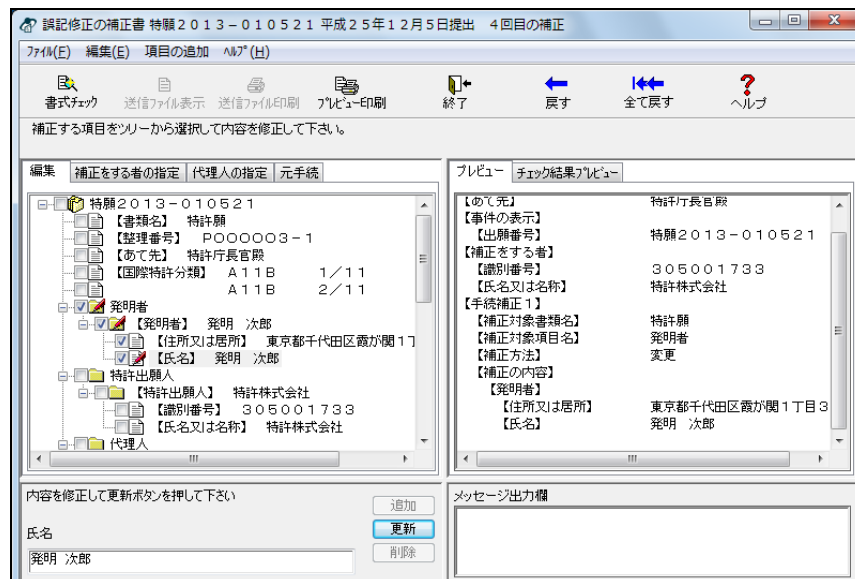 誤記修正の補正書 特願２０１３－０１０５２１ 平成２５年１２月５日提出　４回目の補正
ﾌｧｲﾙ(F) 編集(E) 項目の追加 ﾍﾙﾌﾟ(H)
書式ﾁｪｯｸ 送信ﾌｧｲﾙ表示 送信ﾌｧｲﾙ印刷 ﾌﾟﾚﾋﾞｭｰ印刷 終了 戻す 全て戻す ヘルプ
補正する項目をツリーから選択して内容を修正して下さい。
編集 補正をする者の指定 代理人の指定 元手続
特願２０１３－０１０５２１
【書類名】　特許願
【整理番号】　Ｐ０００００３－１
【あて先】　特許庁長官殿
【国際特許分類】　Ａ１１Ｂ　１／１１
Ａ１１Ｂ　２／１１
発明者
【発明者】　発明　次郎
【住所又は居所】　東京都千代田区霞が関１丁
【氏名】　発明　次郎
特許出願人
【特許出願人】　特許株式会社
【識別番号】　３０５００１７３３
【氏名又は名称】　特許株式会社
代理人
プレビュー ﾁｪｯｸ結果ﾌﾟﾚﾋﾞｭｰ
【あて先】　特許庁長官殿
【事件の表示】
【出願番号】　特願２０１３－０１０５２１
【補正をする者】
【識別番号】　３０５００１７３３
【氏名又は名称】　特許株式会社
【手続補正１】
【補正対象書類名】　特許願
【補正対象項目名】　発明者
【補正方法】　変更
【補正の内容】
【発明者】
【住所又は居所】　東京都千代田区霞が関１丁目３
【氏名】　発明　次郎
内容を修正して更新ボタンを押して下さい
追加
氏名
更新
発明　次郎
削除
メッセージ出力欄